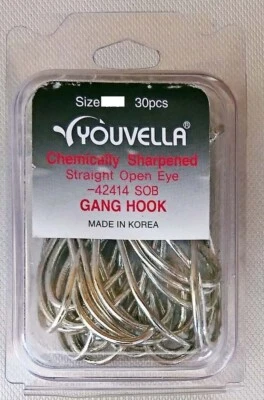 Size 30pcs
YOUVELLA
Chemically Sharpened
Straight Open Eye
-42414 SOB
GANG HOOK
MADE IN KOREA